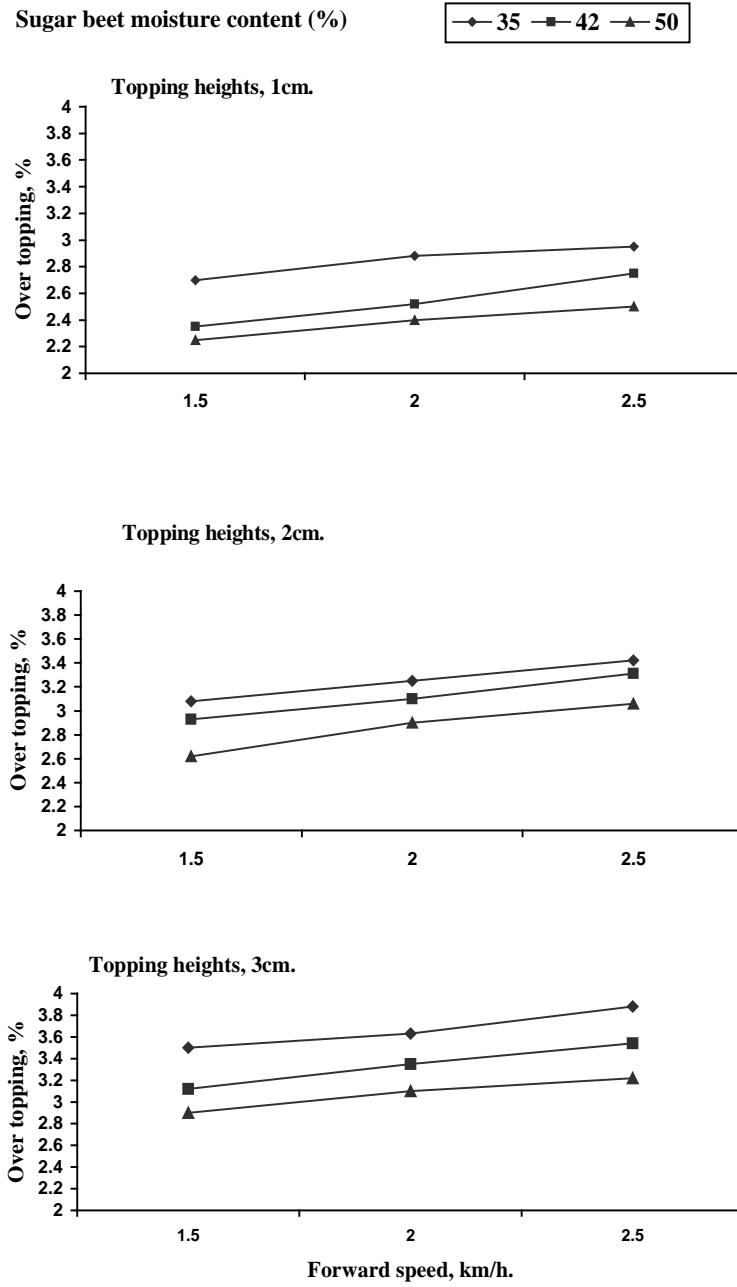 Sugar beet moisture content (%)
35 42 50
Topping heights, 1cm.
Over topping, %
4
3.8
3.6
3.4
3.2
3
2.8
2.6
2.4
2.2
2
1.5 2 2.5
Topping heights, 2cm.
Over topping, %
4
3.8
3.6
3.4
3.2
3
2.8
2.6
2.4
2.2
2
1.5 2 2.5
Topping heights, 3cm.
Over topping, %
4
3.8
3.6
3.4
3.2
3
2.8
2.6
2.4
2.2
2
1.5 2 2.5
Forward speed, km/h.